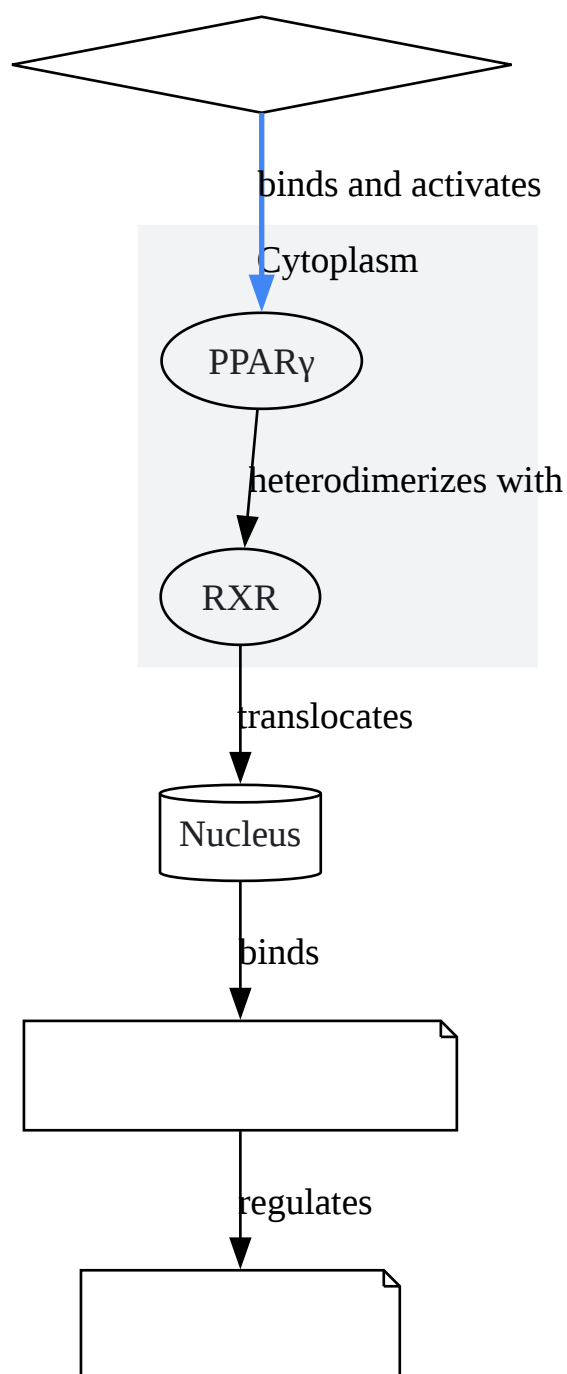 binds and activates
Cytoplasm
PPARγ
heterodimerizes with
RXR
translocates
Nucleus
binds
regulates